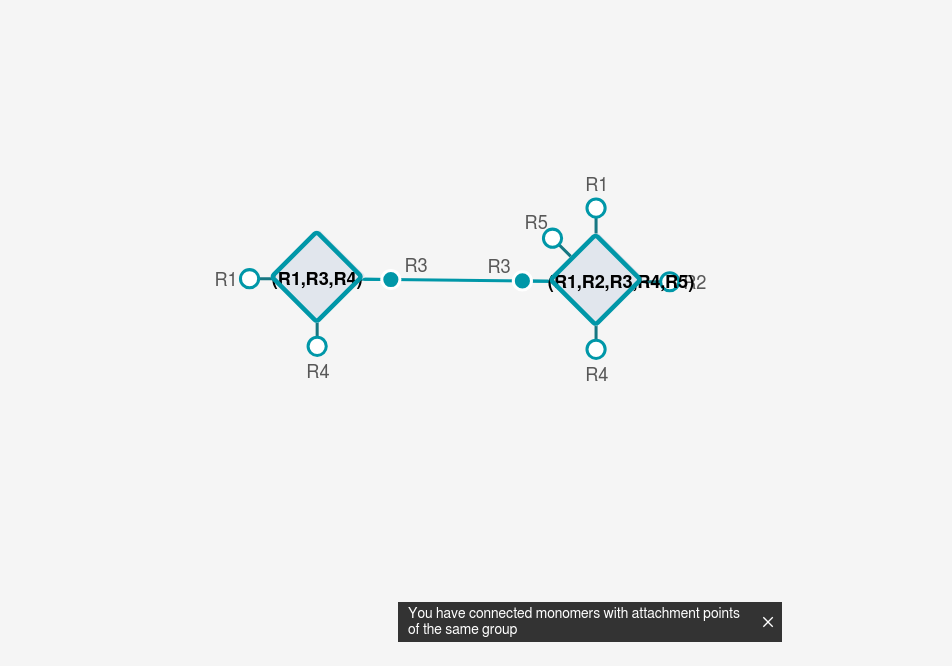 R1
R5
R3
R3
R1
(R1,R3,R4)
(R1,R2,R3,R4,R5)
R2
R4
R4
You have connected monomers with attachment points
of the same group